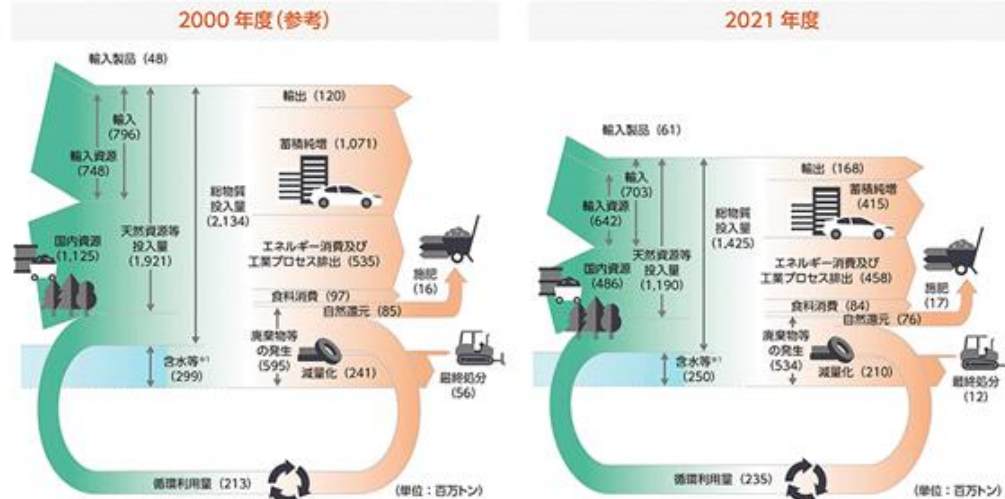 2000 年度(参考)
輸入製品 (48)
輸入
(796)
輸入資源
(748)
国内資源
(1,125)
天然資源等
投入量
(1,921)
総物質
投入量
(2,134)
輸出 (120)
蓄積純増 (1,071)
エネルギー消費及び
工業プロセス排出 (535)
食料消費 (97)
自然還元 (85)
施肥
(16)
廃棄物等
の発生
(595)
減量化 (241)
最終処分
(56)
含水等※1
(299)
循環利用量 (213)
(単位：百万トン)
2021 年度
輸入製品 (61)
輸入
(703)
輸入資源
(642)
国内資源
(486)
天然資源等
投入量
(1,190)
総物質
投入量
(1,425)
輸出 (168)
蓄積純増
(415)
エネルギー消費及び
工業プロセス排出 (458)
食料消費 (84)
自然還元 (76)
施肥
(17)
廃棄物等
の発生
(534)
減量化 (210)
最終処分
(12)
含水等※1
(250)
循環利用量 (235)
(単位：百万トン)